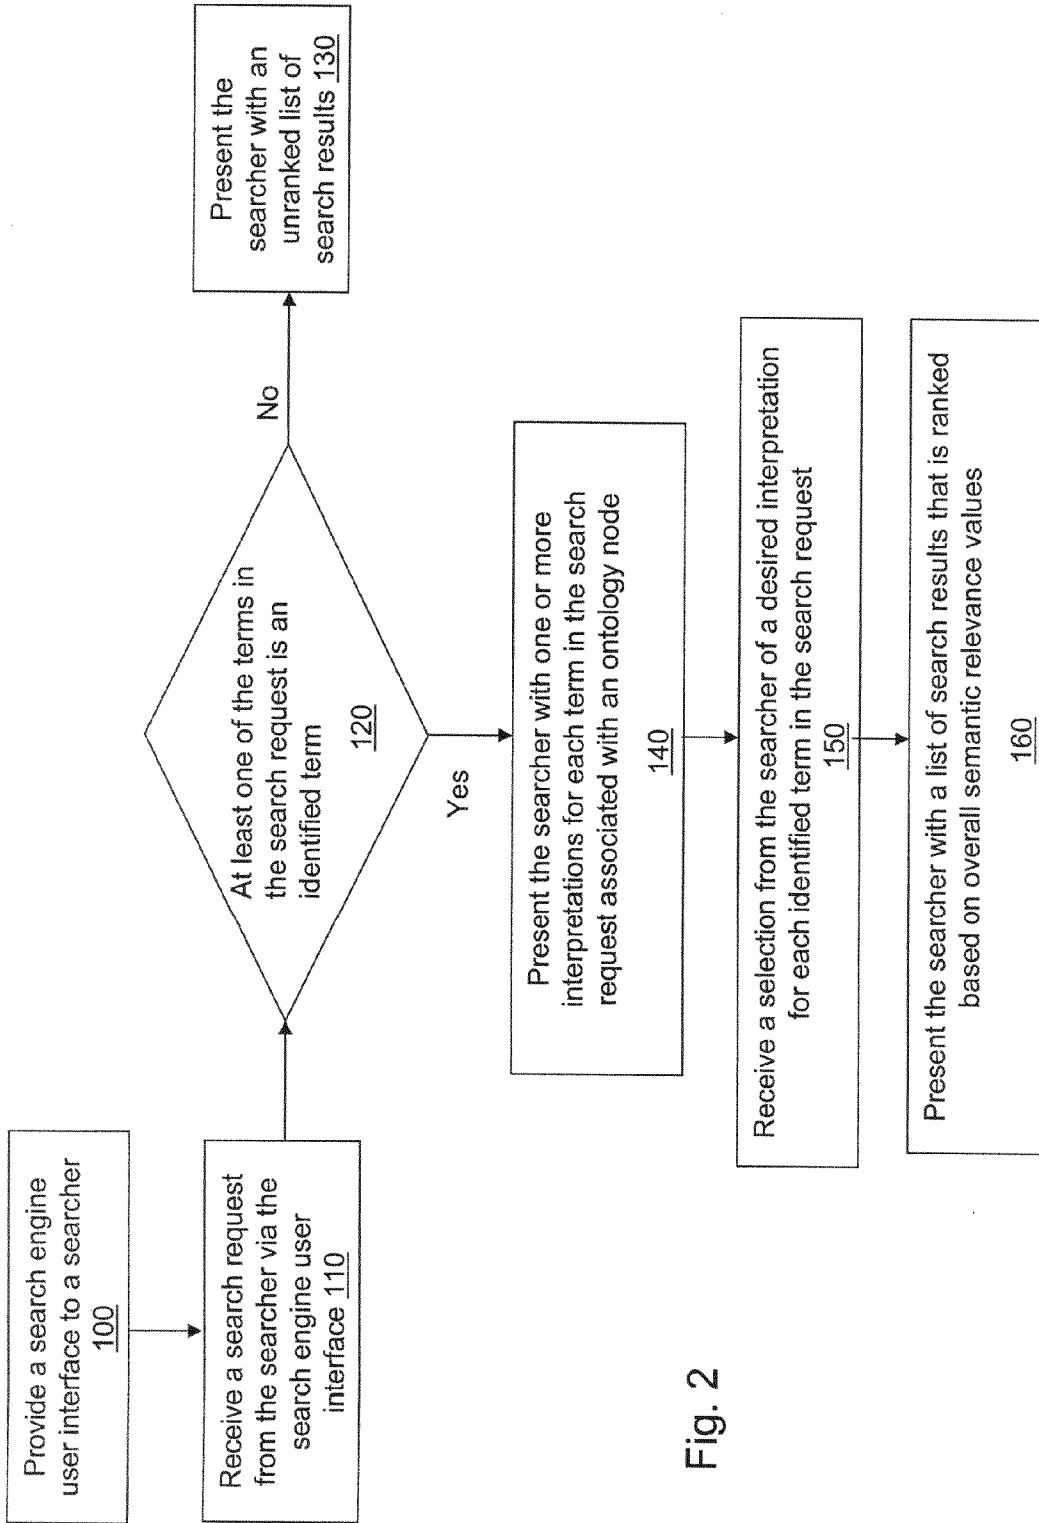 Provide a search engine
user interface to a searcher
100
Receive a search request
from the searcher via the
search engine user
interface 110
At least one of the terms in
the search request is an
identified term
120
No
Present the
searcher with an
unranked list of
search results 130
Yes
Present the searcher with one or more
interpretations for each term in the search
request associated with an ontology node
140
Receive a selection from the searcher of a desired interpretation
for each identified term in the search request
150
Present the searcher with a list of search results that is ranked
based on overall semantic relevance values
160
Fig. 2